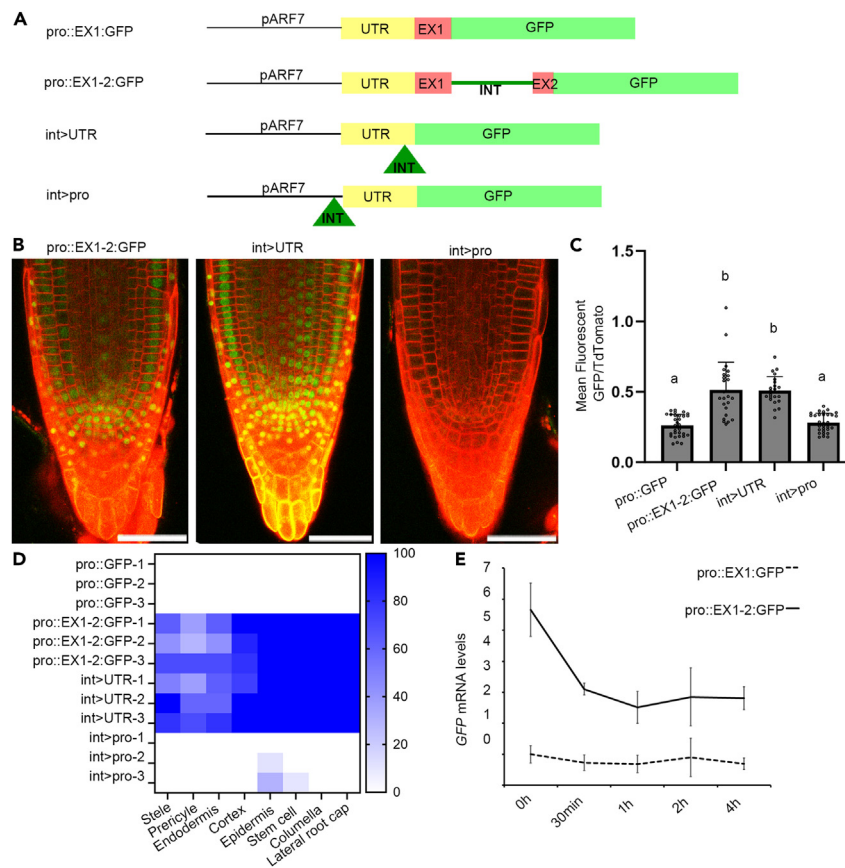 A
pro::EX1:GFP
pARF7
UTR
EX1
GFP
pro::EX1-2:GFP
pARF7
UTR
EX1
INT
EX2
GFP
int>UTR
pARF7
UTR
GFP
INT
int>pro
pARF7
UTR
GFP
INT
B
pro::EX1-2:GFP
int>UTR
int>pro
C
Mean Fluorescent
GFP/TdTomato
1.5
1.0
0.5
0.0
a
b
b
a
pro::GFP
pro::EX1-2:GFP
int>UTR
int>pro
D
pro::GFP-1
pro::GFP-2
pro::GFP-3
pro::EX1-2:GFP-1
pro::EX1-2:GFP-2
pro::EX1-2:GFP-3
int>UTR-1
int>UTR-2
int>UTR-3
int>pro-1
int>pro-2
int>pro-3
Stele
Prericyle
Endodermis
Cortex
Epidermis
Stem cell
Columella
Lateral root cap
100
80
60
40
20
0
E
GFP mRNA levels
7
6
5
4
3
2
1
0
pro::EX1:GFP
pro::EX1-2:GFP
0h
30min
1h
2h
4h